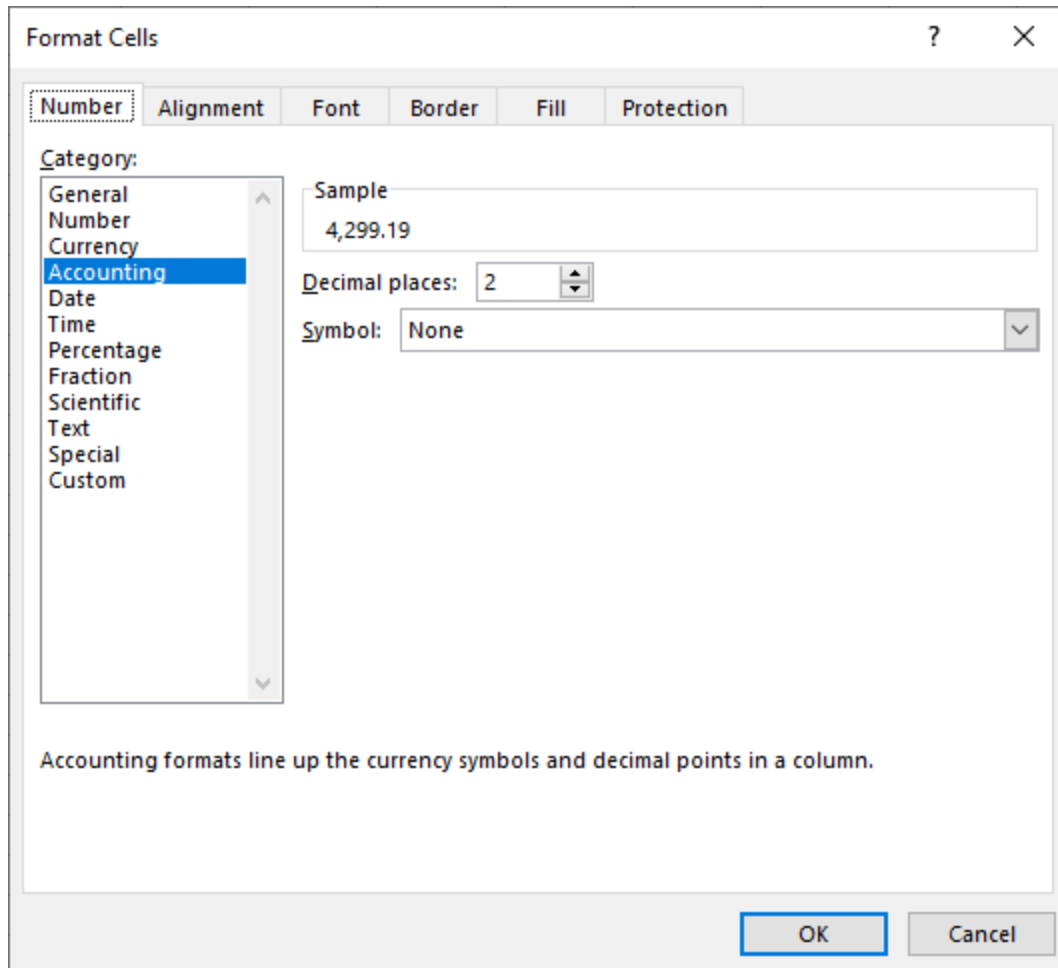 Format Cells ?
Number Alignment Font Border Fill Protection
Category:
General
Number
Currency
Accounting
Date
Time
Percentage
Fraction
Scientific
Text
Special
Custom
Sample
4,299.19
Decimal places: 2
Symbol: None
Accounting formats line up the currency symbols and decimal points in a column.
OK Cancel